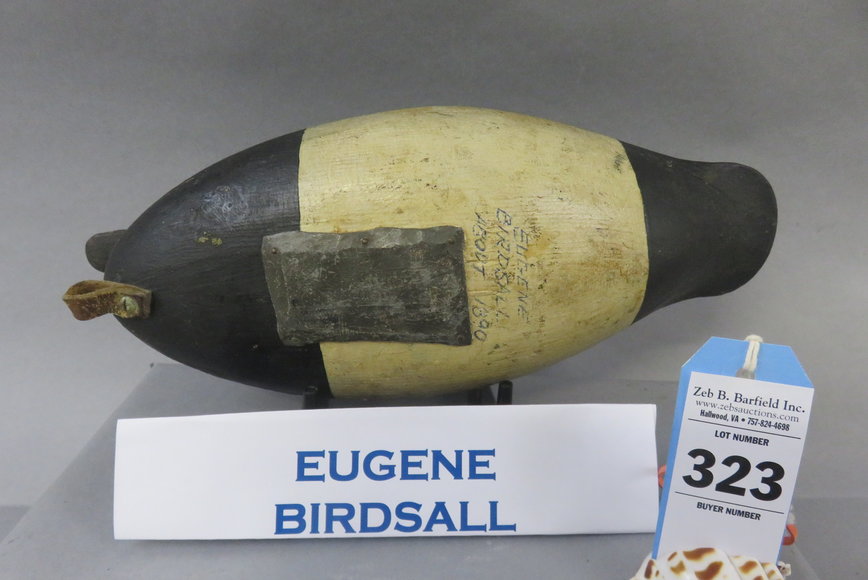 EUGENE
BIRDSALL
ABOUT 1890
EUGENE
BIRDSALL
Zeb B. Barfield Inc.
www.zebsauctions.com
Hallwood, VA • 757-824-4698
LOT NUMBER
323
BUYER NUMBER